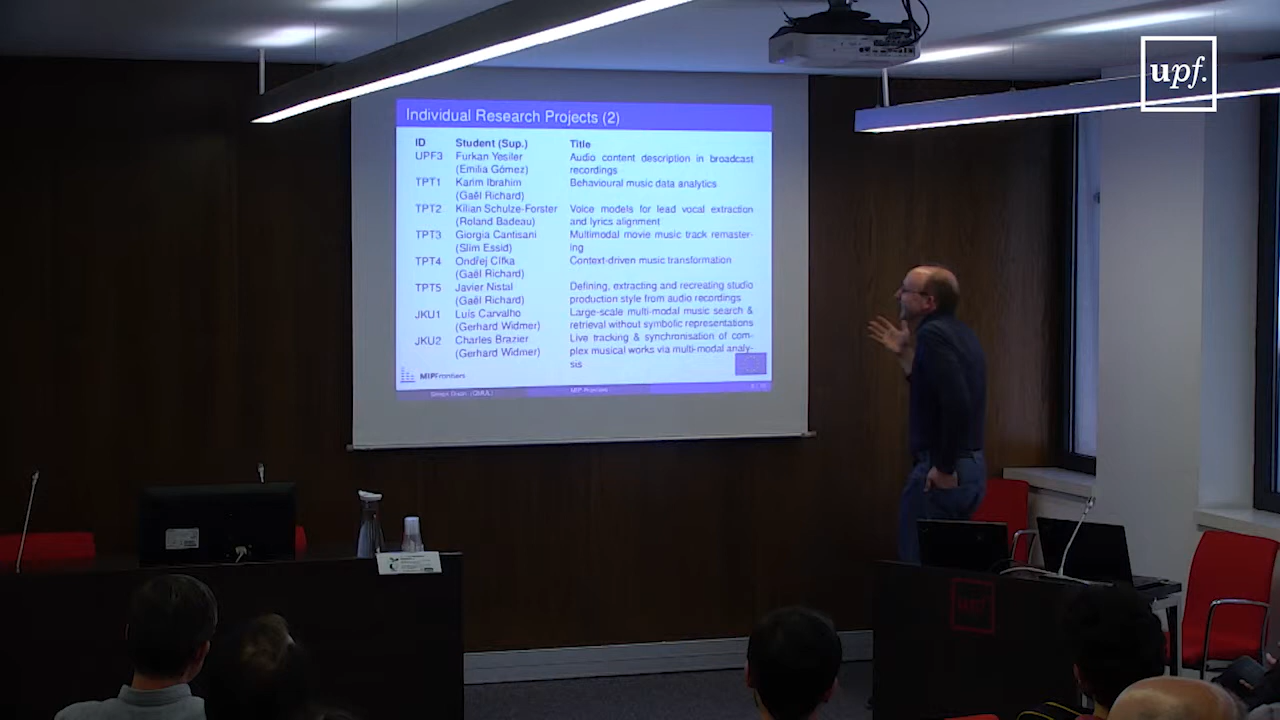 upf.
Individual Research Projects (2)
ID Student (Sup.) Title
UPF3 Furkan Yesiler Audio content description in broadcast
(Emilia Gómez) recordings
TPT1 Karim Ibrahim Behavioural music data analytics
(Gaël Richard)
TPT2 Kilian Schulze-Forster Voice models for lead vocal extraction
(Roland Badeau) and lyrics alignment
TPT3 Giorgia Cantisani Multimodal movie music track remaster-
(Slim Essid) ing
TPT4 Ondřej Cífka Context-driven music transformation
(Gaël Richard)
TPT5 Javier Nistal Defining, extracting and recreating studio
(Gaël Richard) production style from audio recordings
JKU1 Luís Carvalho Large-scale multi-modal music search &
(Gerhard Widmer) retrieval without symbolic representations
JKU2 Charles Brazier Live tracking & synchronisation of com-
(Gerhard Widmer) plex musical works via multi-modal analy-
sis
MIPFrontiers
Simon Dixon (QMUL) MIP Frontiers
upf